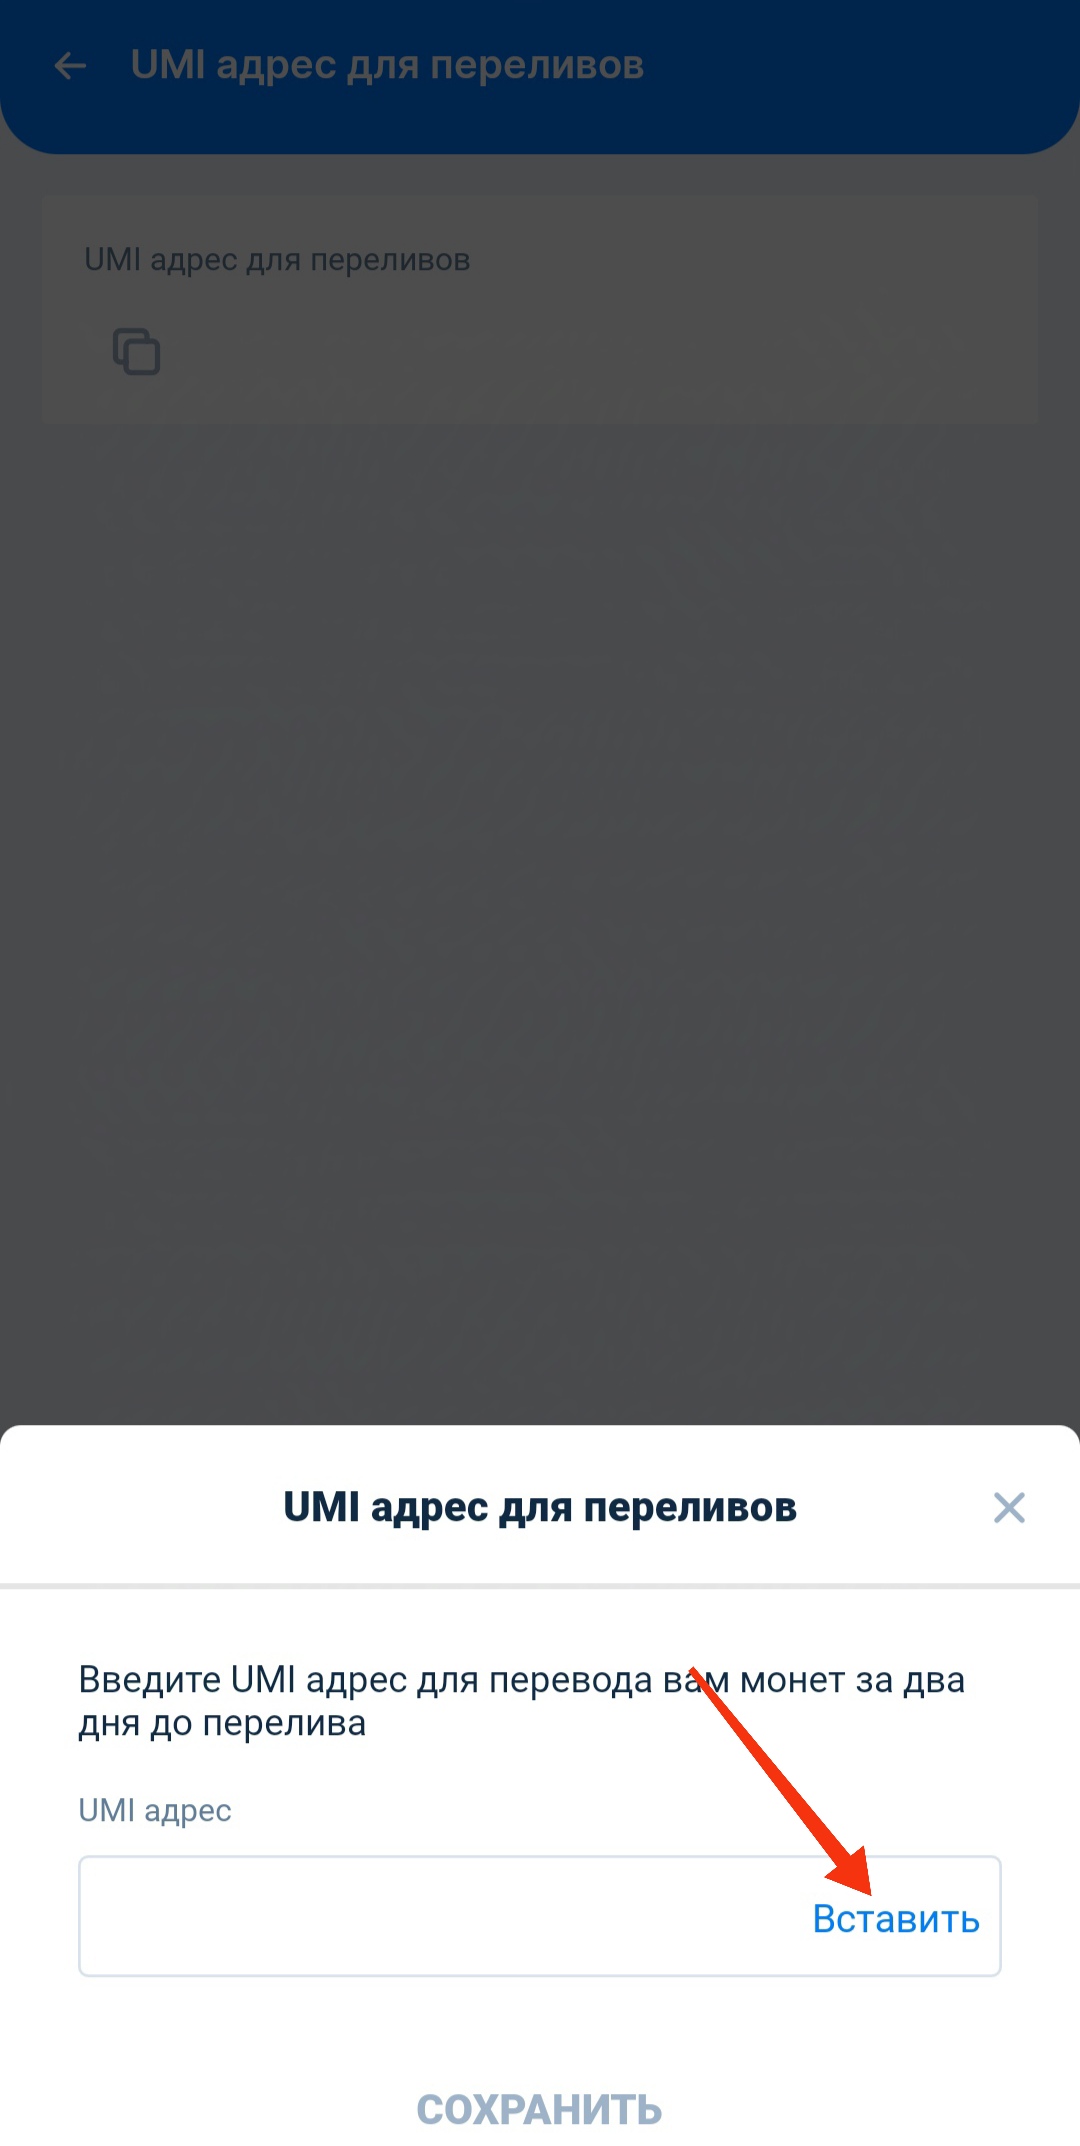 UMI адрес для переливов
UMI адрес для переливов
UMI адрес для переливов
Введите UMI адрес для перевода вам монет за два
дня до перелива
UMI адрес
Вставить
СОХРАНИТЬ